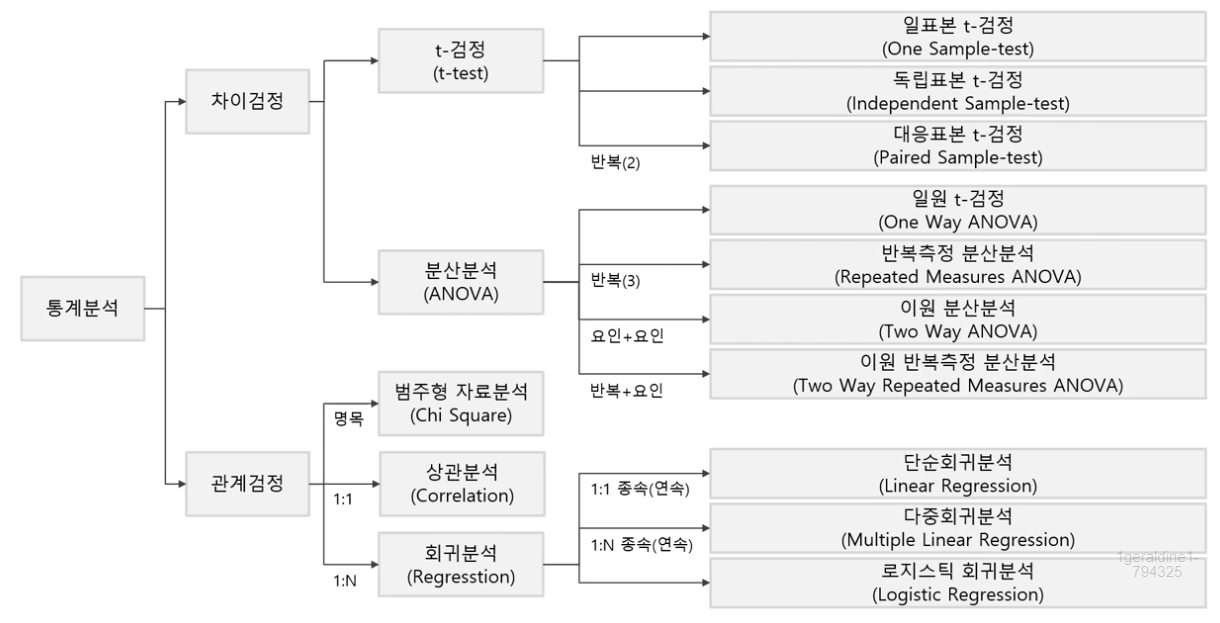 통계분석
차이검정
t-검정
(t-test)
일표본 t-검정
(One Sample-test)
독립표본 t-검정
(Independent Sample-test)
반복(2)
대응표본 t-검정
(Paired Sample-test)
분산분석
(ANOVA)
일원 t-검정
(One Way ANOVA)
반복(3)
반복측정 분산분석
(Repeated Measures ANOVA)
요인+요인
이원 분산분석
(Two Way ANOVA)
반복+요인
이원 반복측정 분산분석
(Two Way Repeated Measures ANOVA)
관계검정
명목
범주형 자료분석
(Chi Square)
1:1
상관분석
(Correlation)
1:N
회귀분석
(Regresstion)
1:1 종속(연속)
단순회귀분석
(Linear Regression)
1:N 종속(연속)
다중회귀분석
(Multiple Linear Regression)
로지스틱 회귀분석
(Logistic Regression)
1geraldine1-
794325